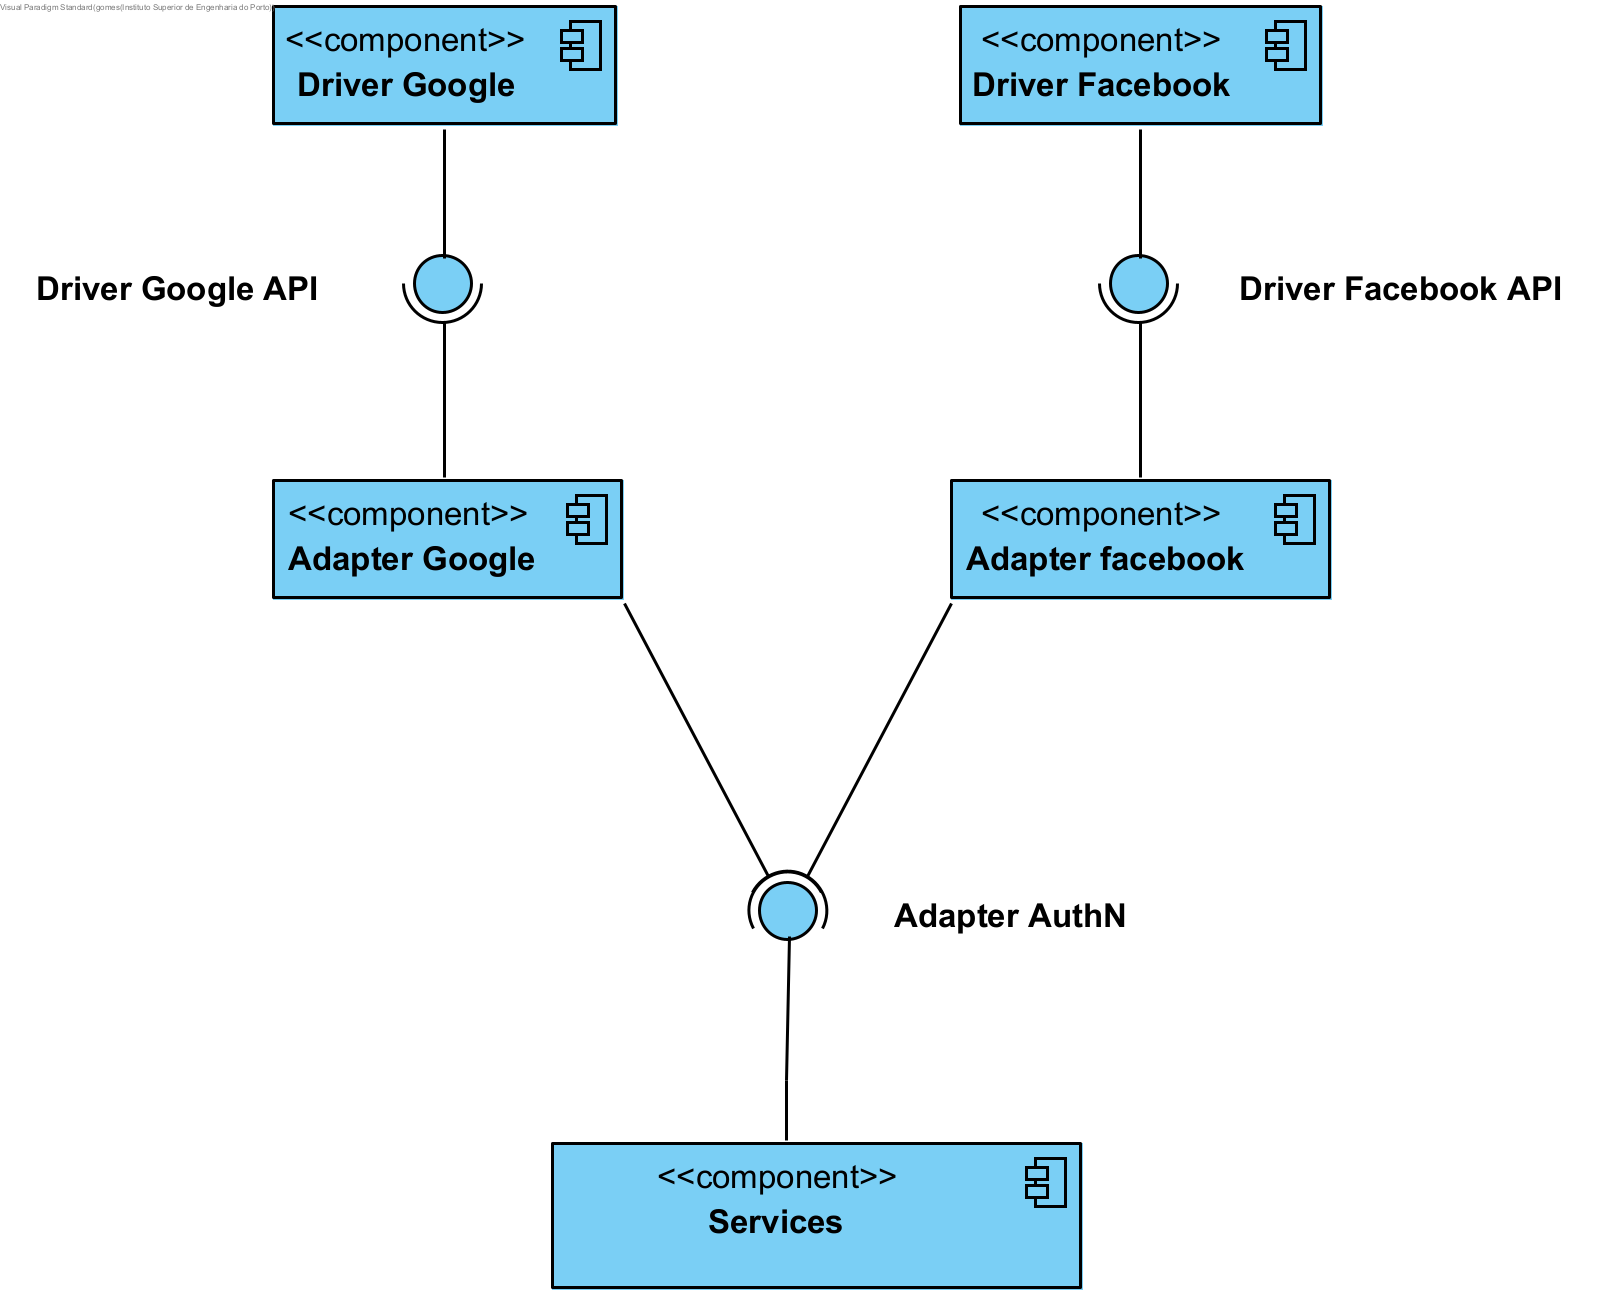 Visual Paradigm Standard(gomes(Instituto Superior de Engenharia do Porto)
<<component>>
Driver Google
<<component>>
Driver Facebook
Driver Google API
Driver Facebook API
<<component>>
Adapter Google
<<component>>
Adapter facebook
Adapter AuthN
<<component>>
Services